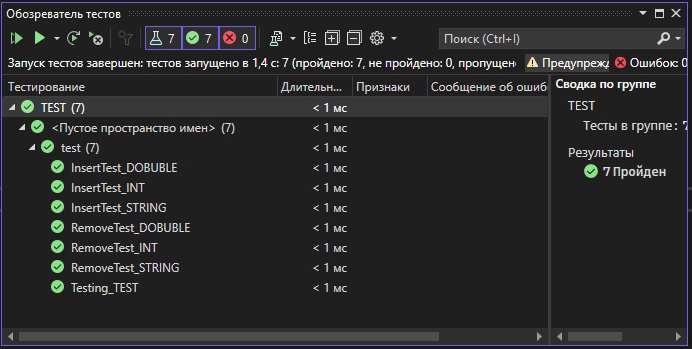 Обозреватель тестов
7 7 0 Поиск (Ctrl+I)
Запуск тестов завершен: тестов запущено в 1,4 с: 7 (пройдено: 7, не пройдено: 0, пропущен Предупрежд Ошибок: 0
Тестирование Длительн... Признаки Сообщение об ошиб
TEST (7) < 1 мс
<Пустое пространство имен> (7) < 1 мс
test (7) < 1 мс
InsertTest_DOBUBLE < 1 мс
InsertTest_INT < 1 мс
InsertTest_STRING < 1 мс
RemoveTest_DOBUBLE < 1 мс
RemoveTest_INT < 1 мс
RemoveTest_STRING < 1 мс
Testing_TEST < 1 мс
Сводка по группе
TEST
Тесты в группе: 7
Результаты
7 Пройден